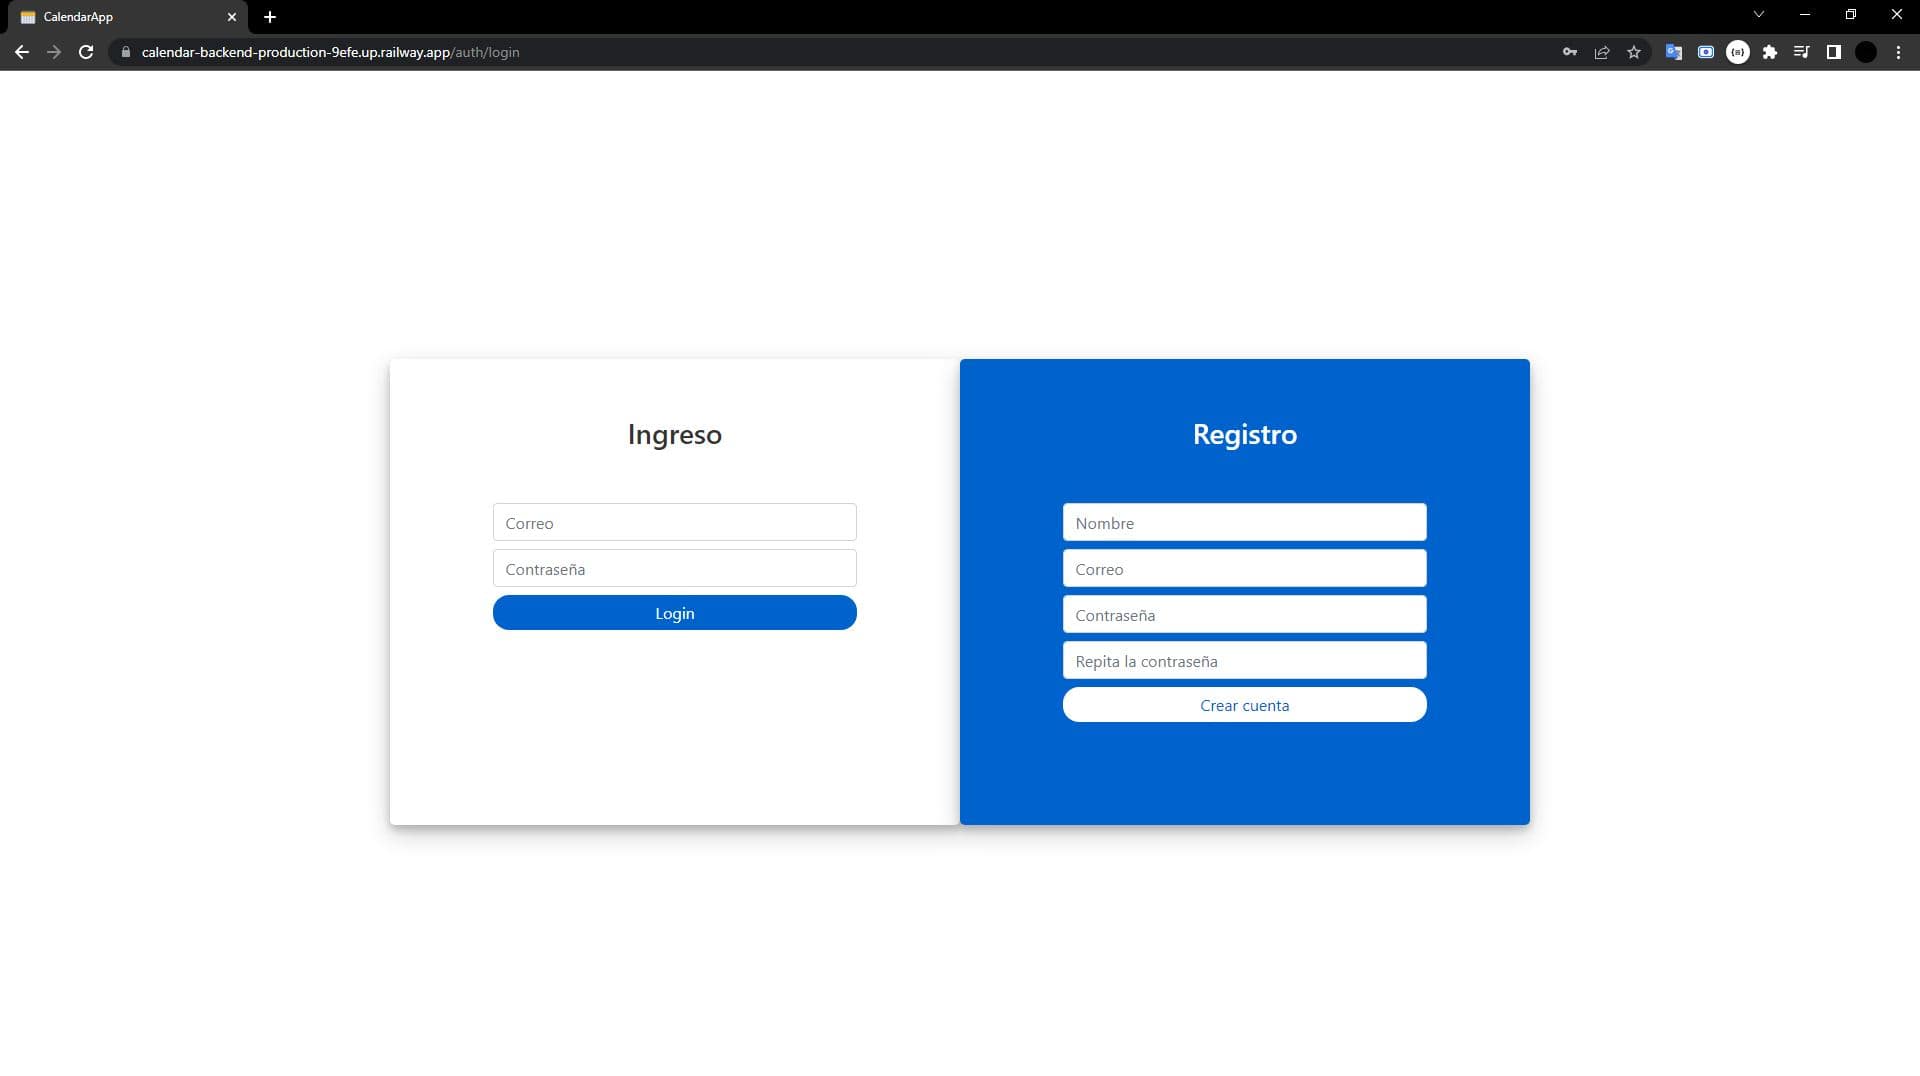 CalendarApp
calendar-backend-production-9efe.up.railway.app/auth/login
Ingreso
Correo
Contraseña
Login
Registro
Nombre
Correo
Contraseña
Repita la contraseña
Crear cuenta